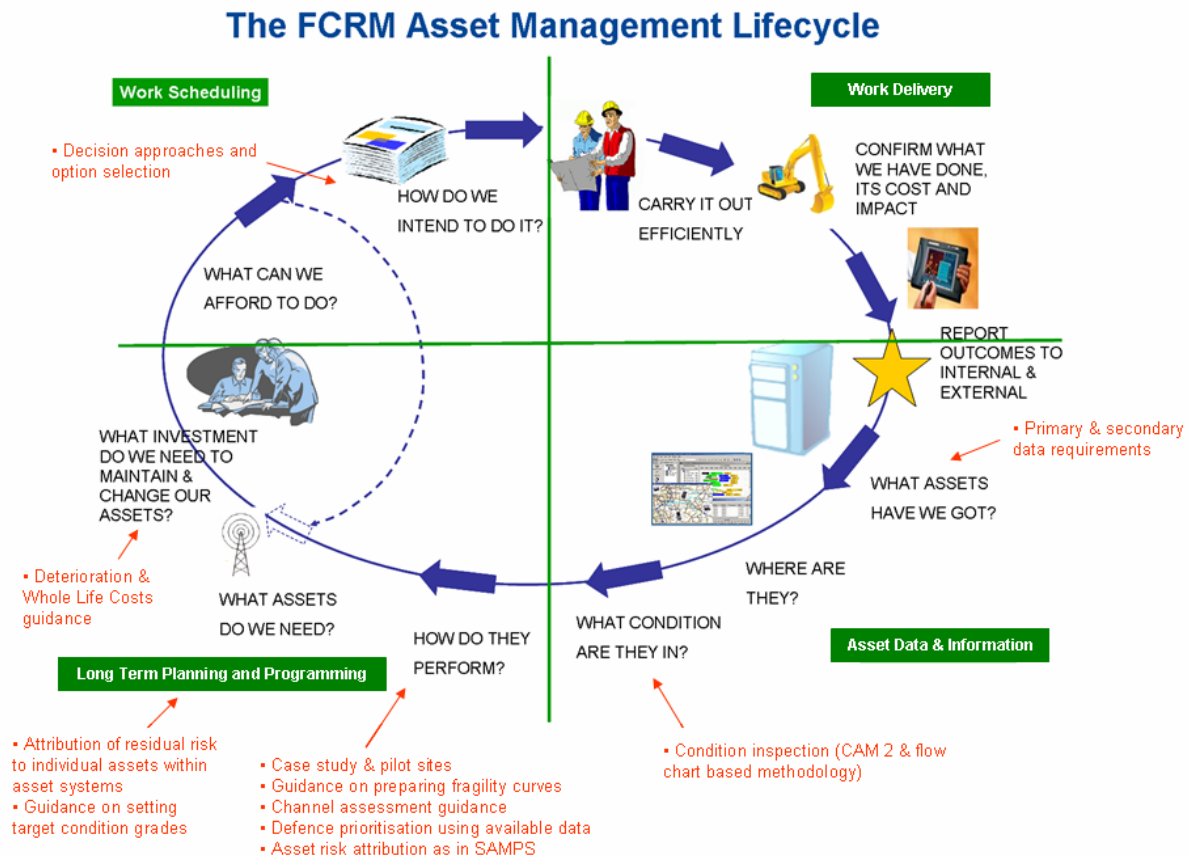 The FCRM Asset Management Lifecycle
Work Scheduling
Work Delivery
▪ Decision approaches and
option selection
HOW DO WE
INTEND TO DO IT?
CARRY IT OUT
EFFICIENTLY
CONFIRM WHAT
WE HAVE DONE,
ITS COST AND
IMPACT
WHAT CAN WE
AFFORD TO DO?
REPORT
OUTCOMES TO
INTERNAL &
EXTERNAL
▪ Primary & secondary
data requirements
WHAT ASSETS
HAVE WE GOT?
WHERE ARE
THEY?
Asset Data & Information
WHAT CONDITION
ARE THEY IN?
▪ Condition inspection (CAM 2 & flow
chart based methodology)
HOW DO THEY
PERFORM?
▪ Case study & pilot sites
▪ Guidance on preparing fragility curves
▪ Channel assessment guidance
▪ Defence prioritisation using available data
▪ Asset risk attribution as in SAMPS
WHAT ASSETS
DO WE NEED?
WHAT INVESTMENT
DO WE NEED TO
MAINTAIN &
CHANGE OUR
ASSETS?
▪ Deterioration &
Whole Life Costs
guidance
Long Term Planning and Programming
▪ Attribution of residual risk
to individual assets within
asset systems
▪ Guidance on setting
target condition grades